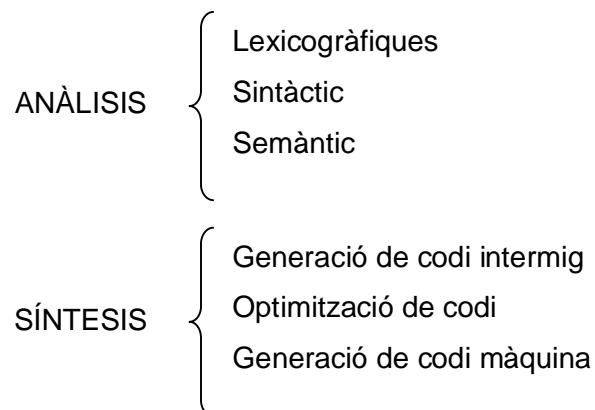 ANÀLISIS
Lexicogràfiques
Sintàctic
Semàntic
SÍNTESIS
Generació de codi intermig
Optimització de codi
Generació de codi màquina